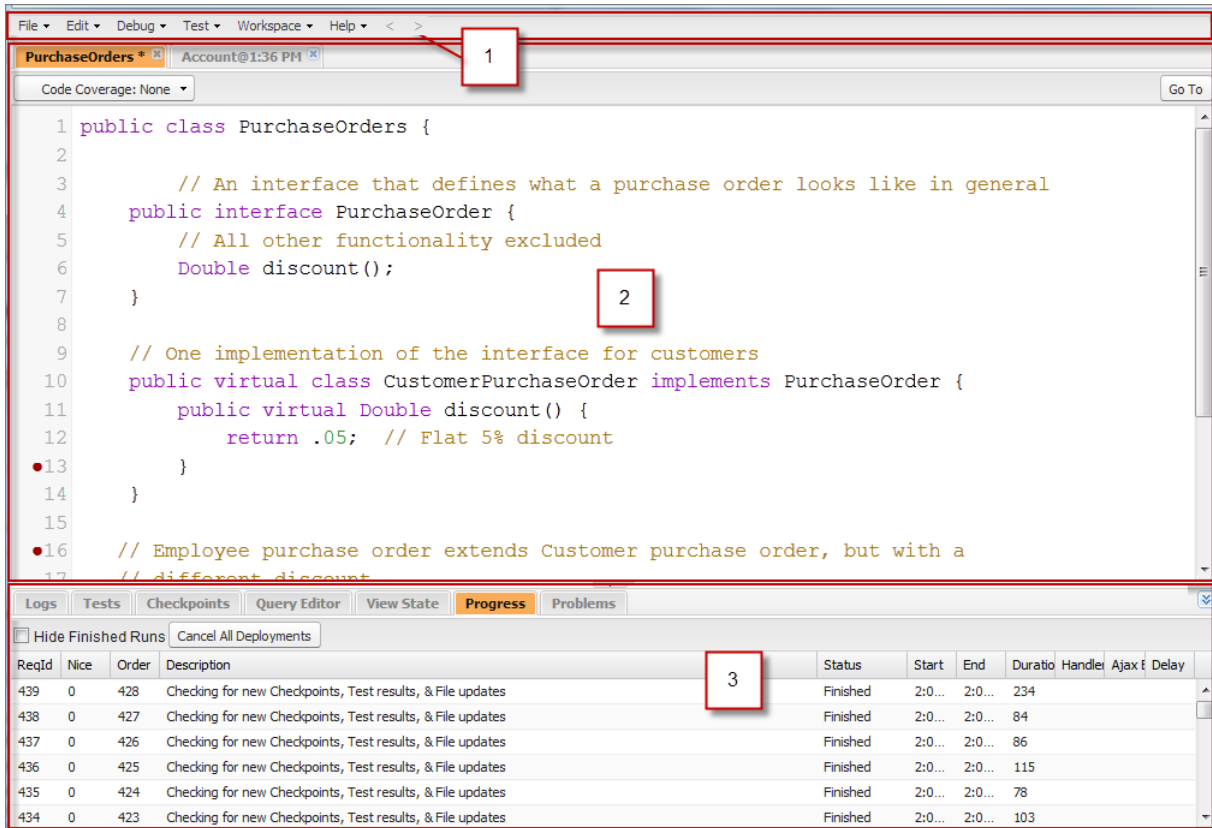 File Edit Debug Test Workspace Help < >
1
PurchaseOrders * Account@1:36 PM
Code Coverage: None Go To
1 public class PurchaseOrders {
2
3 // An interface that defines what a purchase order looks like in general
4 public interface PurchaseOrder {
5 // All other functionality excluded
6 Double discount();
7 }
2
8
9 // One implementation of the interface for customers
10 public virtual class CustomerPurchaseOrder implements PurchaseOrder {
11 public virtual Double discount() {
12 return .05; // Flat 5% discount
13 }
14 }
15
16 // Employee purchase order extends Customer purchase order, but with a
17 // different discount
Logs Tests Checkpoints Query Editor View State Progress Problems
Hide Finished Runs Cancel All Deployments
ReqId Nice Order Description Status Start End Duratio Handler Ajax Delay
3
439 0 428 Checking for new Checkpoints, Test results, & File updates Finished 2:0... 2:0... 234
438 0 427 Checking for new Checkpoints, Test results, & File updates Finished 2:0... 2:0... 84
437 0 426 Checking for new Checkpoints, Test results, & File updates Finished 2:0... 2:0... 86
436 0 425 Checking for new Checkpoints, Test results, & File updates Finished 2:0... 2:0... 115
435 0 424 Checking for new Checkpoints, Test results, & File updates Finished 2:0... 2:0... 78
434 0 423 Checking for new Checkpoints, Test results, & File updates Finished 2:0... 2:0... 103